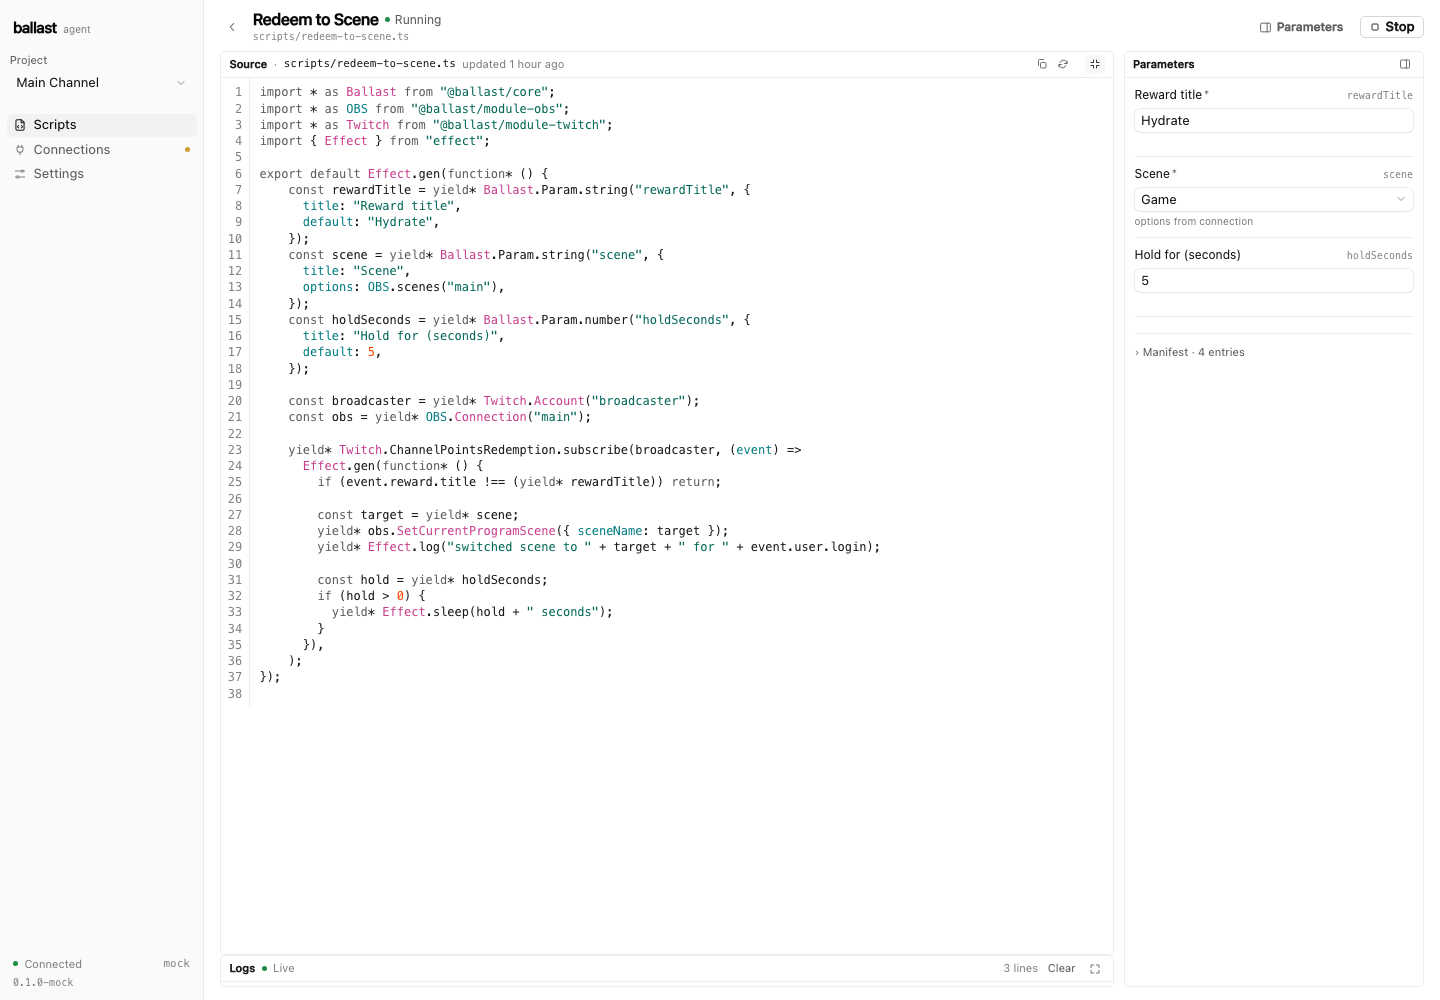 ballast agent
Project
Main Channel
Scripts
Connections
Settings
Connected mock
0.1.0-mock
Redeem to Scene Running
scripts/redeem-to-scene.ts
Parameters Stop
Source · scripts/redeem-to-scene.ts updated 1 hour ago
1 import * as Ballast from "@ballast/core";
2 import * as OBS from "@ballast/module-obs";
3 import * as Twitch from "@ballast/module-twitch";
4 import { Effect } from "effect";
5
6 export default Effect.gen(function* () {
7     const rewardTitle = yield* Ballast.Param.string("rewardTitle", {
8       title: "Reward title",
9       default: "Hydrate",
10     });
11     const scene = yield* Ballast.Param.string("scene", {
12       title: "Scene",
13       options: OBS.scenes("main"),
14     });
15     const holdSeconds = yield* Ballast.Param.number("holdSeconds", {
16       title: "Hold for (seconds)",
17       default: 5,
18     });
19
20     const broadcaster = yield* Twitch.Account("broadcaster");
21     const obs = yield* OBS.Connection("main");
22
23     yield* Twitch.ChannelPointsRedemption.subscribe(broadcaster, (event) =>
24       Effect.gen(function* () {
25         if (event.reward.title !== (yield* rewardTitle)) return;
26
27         const target = yield* scene;
28         yield* obs.SetCurrentProgramScene({ sceneName: target });
29         yield* Effect.log("switched scene to " + target + " for " + event.user.login);
30
31         const hold = yield* holdSeconds;
32         if (hold > 0) {
33           yield* Effect.sleep(hold + " seconds");
34         }
35       }),
36     );
37 });
38
Logs Live 3 lines Clear
Parameters
Reward title* rewardTitle
Hydrate
Scene* scene
Game
options from connection
Hold for (seconds) holdSeconds
5
› Manifest · 4 entries